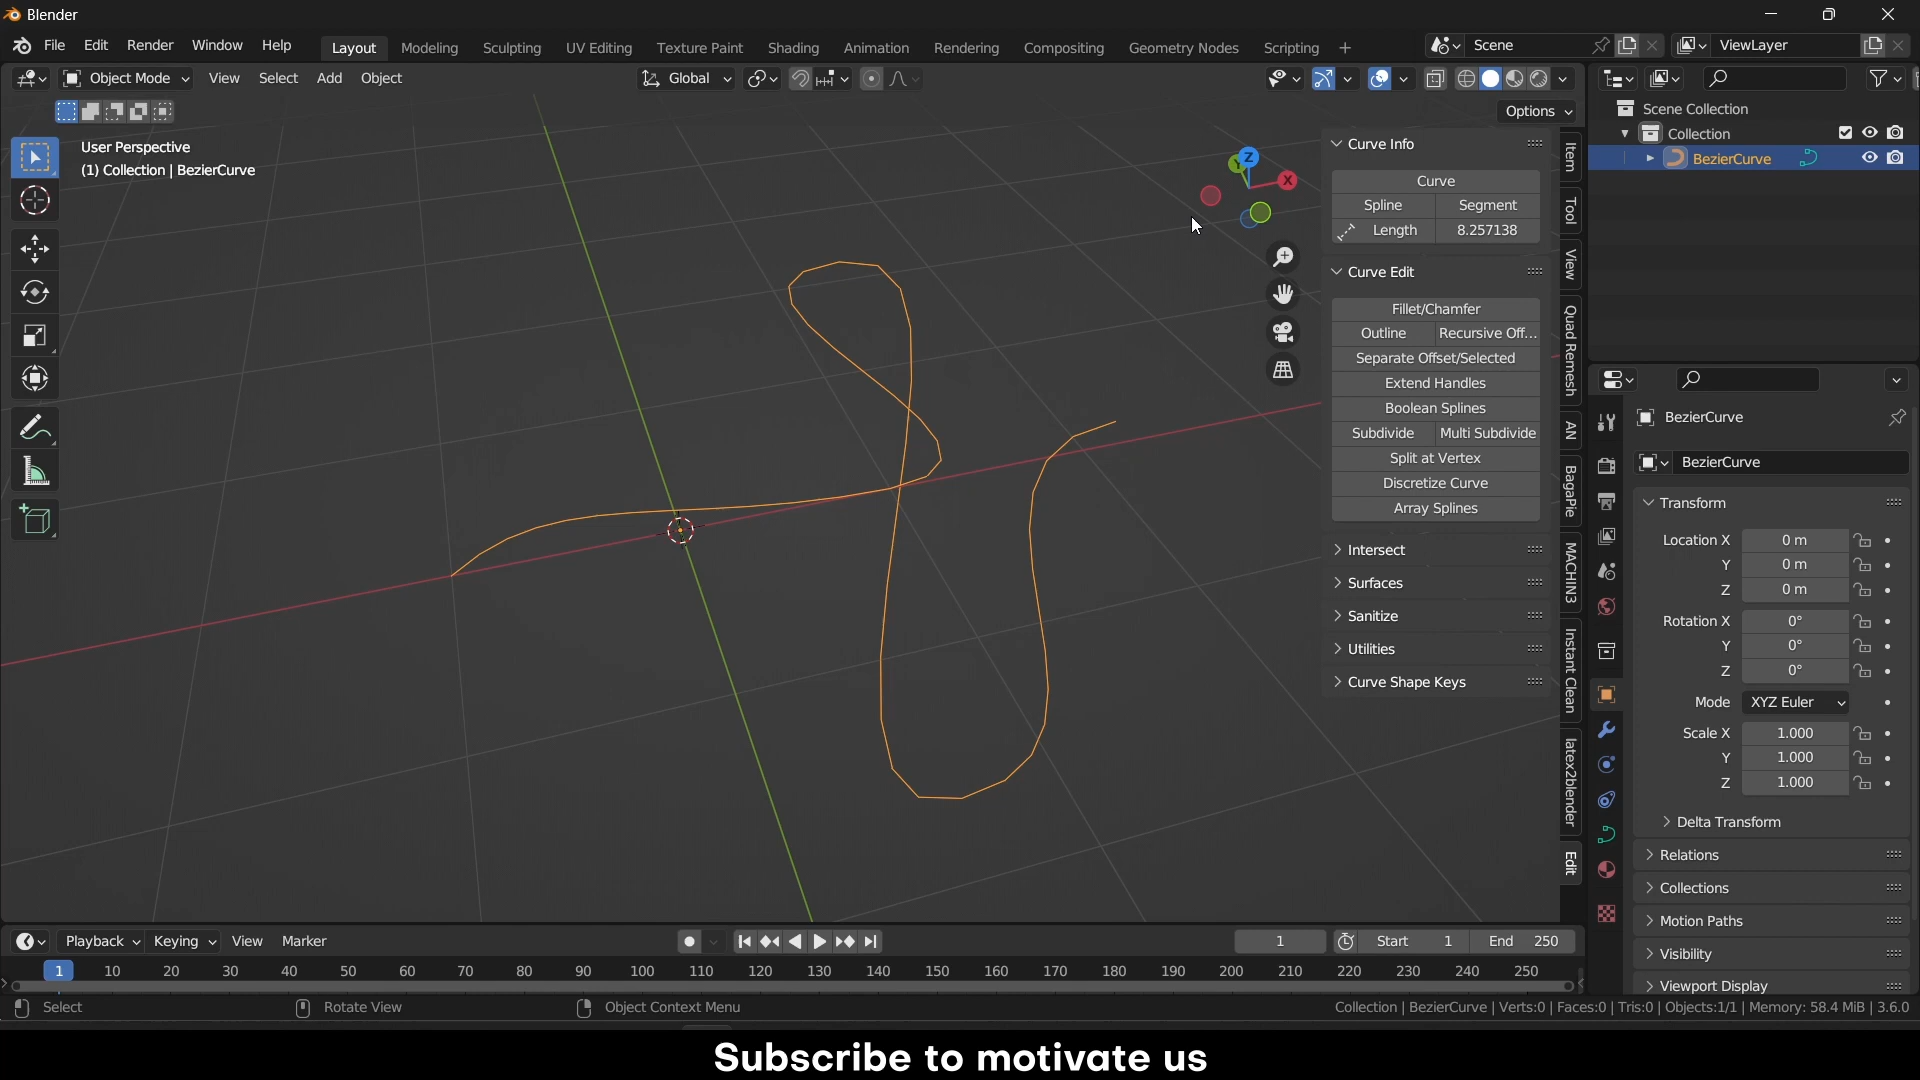 Blender
File Edit Render Window Help Layout Modeling Sculpting UV Editing Texture Paint Shading Animation Rendering Compositing Geometry Nodes Scripting + Scene ViewLayer
Object Mode View Select Add Object Global
Options
User Perspective
(1) Collection | BezierCurve
Z
Y
X
Curve Info
Curve
Spline Segment
Length 8.257138
Curve Edit
Fillet/Chamfer
Outline Recursive Off...
Separate Offset/Selected
Extend Handles
Boolean Splines
Subdivide Multi Subdivide
Split at Vertex
Discretize Curve
Array Splines
Intersect
Surfaces
Sanitize
Utilities
Curve Shape Keys
Item
Tool
View
Quad Remesh
AN
BagaPie
MACHIN3
Instant Clean
latex2blender
Edit
Scene Collection
Collection
BezierCurve
BezierCurve
BezierCurve
Transform
Location X 0 m
Y 0 m
Z 0 m
Rotation X 0°
Y 0°
Z 0°
Mode XYZ Euler
Scale X 1.000
Y 1.000
Z 1.000
Delta Transform
Relations
Collections
Motion Paths
Visibility
Viewport Display
Playback Keying View Marker 1 Start 1 End 250
1 10 20 30 40 50 60 70 80 90 100 110 120 130 140 150 160 170 180 190 200 210 220 230 240 250
Select Rotate View Object Context Menu Collection | BezierCurve | Verts:0 | Faces:0 | Tris:0 | Objects:1/1 | Memory: 58.4 MiB | 3.6.0
Subscribe to motivate us